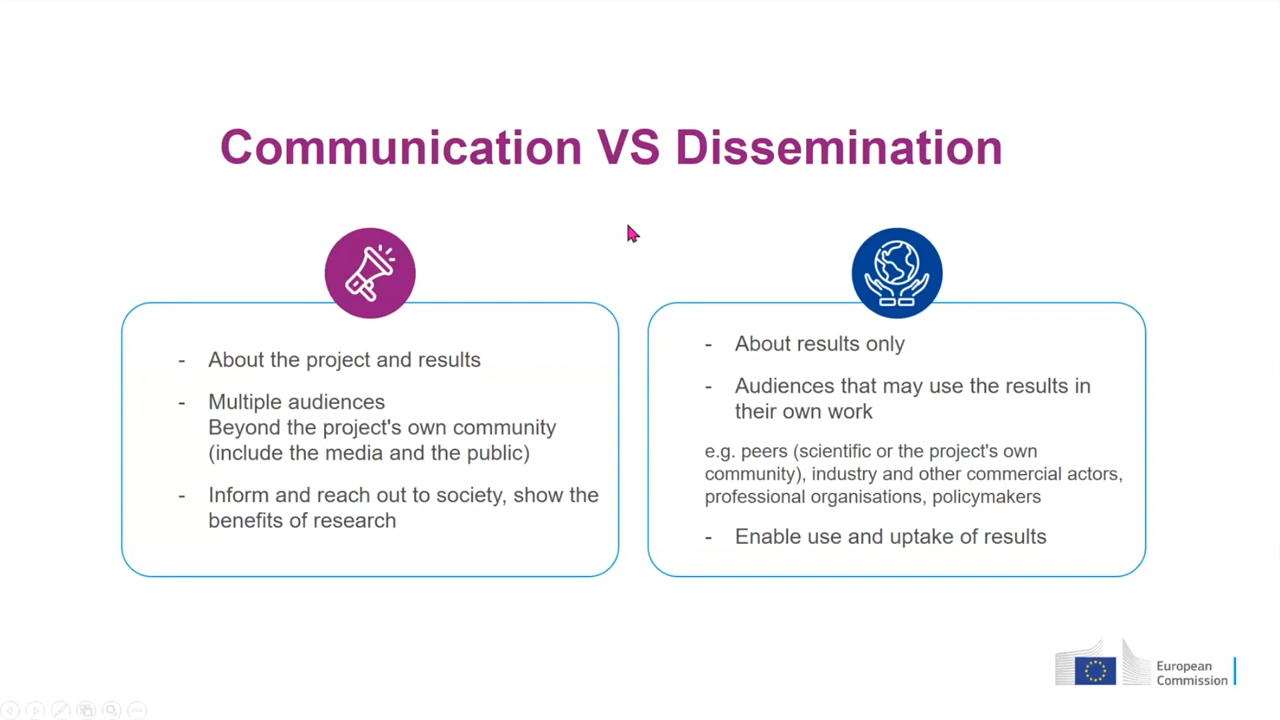 Communication VS Dissemination
- About the project and results
- Multiple audiences
Beyond the project's own community
(include the media and the public)
- Inform and reach out to society, show the
benefits of research
- About results only
- Audiences that may use the results in
their own work
e.g. peers (scientific or the project's own
community), industry and other commercial actors,
professional organisations, policymakers
- Enable use and uptake of results
European
Commission